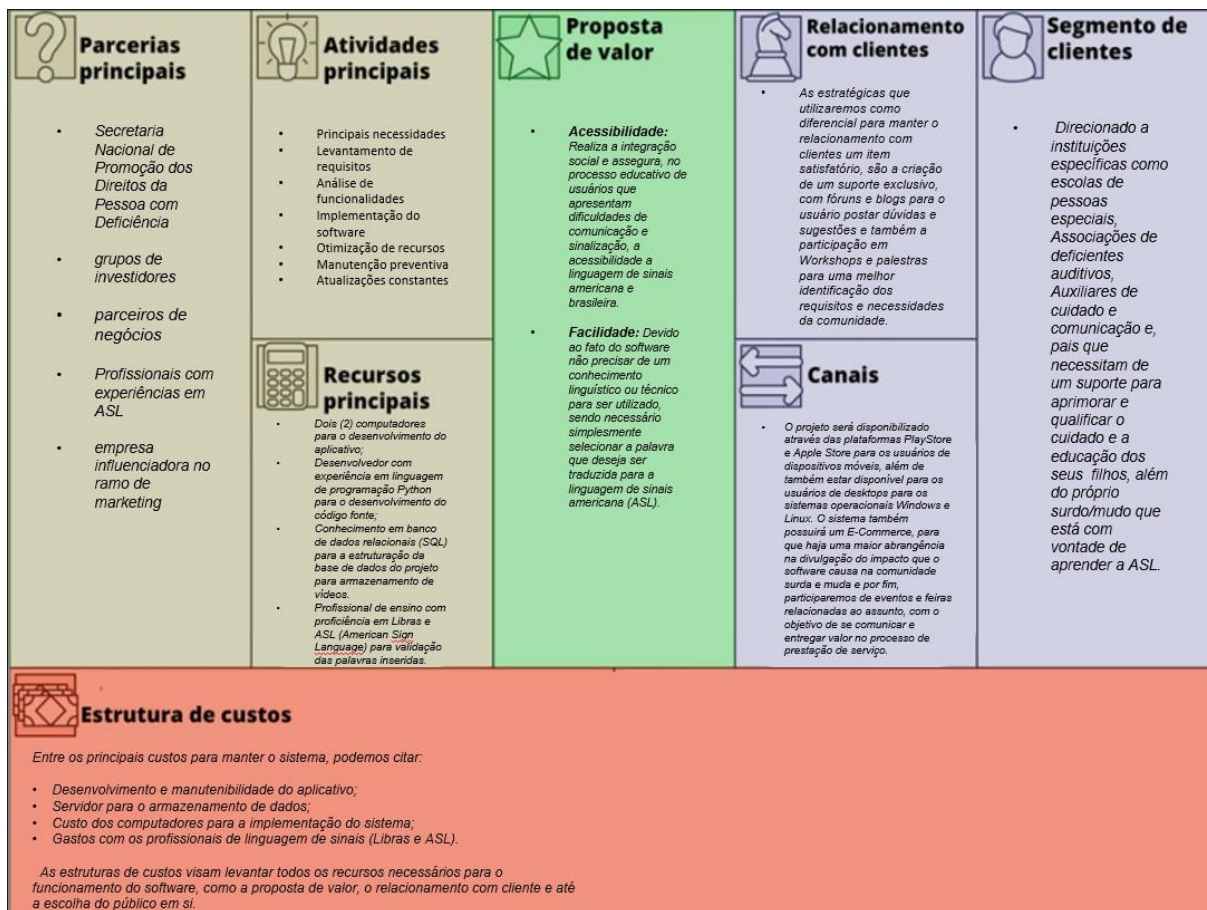 Parcerias
principais
• Secretaria
Nacional de
Promoção dos
Direitos da
Pessoa com
Deficiência
• grupos de
investidores
• parceiros de
negócios
• Profissionais com
experiências em
ASL
• empresa
influenciadora no
ramo de
marketing
Atividades
principais
• Principais necessidades
• Levantamento de
requisitos
• Análise de
funcionalidades
• Implementação do
software
• Otimização de recursos
• Manutenção preventiva
• Atualizações constantes
Recursos
principais
• Dois (2) computadores
para o desenvolvimento do
aplicativo;
• Desenvolvedor com
experiência em linguagem
de programação Python
para o desenvolvimento do
código fonte;
• Conhecimento em banco
de dados relacionais (SQL)
para a estruturação da
base de dados do projeto
para armazenamento de
vídeos.
• Profissional de ensino com
proficiência em Libras e
ASL (American Sign
Language) para validação
das palavras inseridas.
Proposta
de valor
• Acessibilidade:
Realiza a integração
social e assegura, no
processo educativo de
usuários que
apresentam
dificuldades de
comunicação e
sinalização, a
acessibilidade a
linguagem de sinais
americana e
brasileira.
• Facilidade: Devido
ao fato do software
não precisar de um
conhecimento
linguístico ou técnico
para ser utilizado,
sendo necessário
simplesmente
selecionar a palavra
que deseja ser
traduzida para a
linguagem de sinais
americana (ASL).
Relacionamento
com clientes
• As estratégicas que
utilizaremos como
diferencial para manter o
relacionamento com
clientes um item
satisfatório, são a criação
de um suporte exclusivo,
com fóruns e blogs para o
usuário postar dúvidas e
sugestões e também a
participação em
Workshops e palestras
para uma melhor
identificação dos
requisitos e necessidades
da comunidade.
Canais
• O projeto será disponibilizado
através das plataformas PlayStore
e Apple Store para os usuários de
dispositivos móveis, além de
também estar disponível para os
usuários de desktops para os
sistemas operacionais Windows e
Linux. O sistema também
possuirá um E-Commerce, para
que haja uma maior abrangência
na divulgação do impacto que o
software causa na comunidade
surda e muda e por fim,
participaremos de eventos e feiras
relacionadas ao assunto, com o
objetivo de se comunicar e
entregar valor no processo de
prestação de serviço.
Segmento de
clientes
• Direcionado a
instituições
específicas como
escolas de
pessoas
especiais,
Associações de
deficientes
auditivos,
Auxiliares de
cuidado e
comunicação e,
pais que
necessitam de
um suporte para
aprimorar e
qualificar o
cuidado e a
educação dos
seus filhos, além
do próprio
surdo/mudo que
está com
vontade de
aprender a ASL.
Estrutura de custos
Entre os principais custos para manter o sistema, podemos citar:
• Desenvolvimento e manutenibilidade do aplicativo;
• Servidor para o armazenamento de dados;
• Custo dos computadores para a implementação do sistema;
• Gastos com os profissionais de linguagem de sinais (Libras e ASL).
As estruturas de custos visam levantar todos os recursos necessários para o
funcionamento do software, como a proposta de valor, o relacionamento com cliente e até
a escolha do público em si.